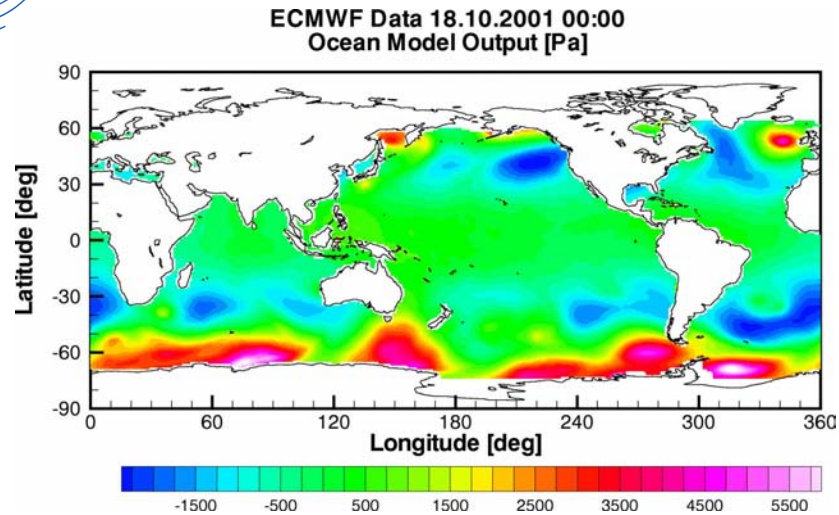 ECMWF Data 18.10.2001 00:00
Ocean Model Output [Pa]
Latitude [deg]
90
60
30
0
-30
-60
-90
0 60 120 180 240 300 360
Longitude [deg]
-1500 -500 500 1500 2500 3500 4500 5500